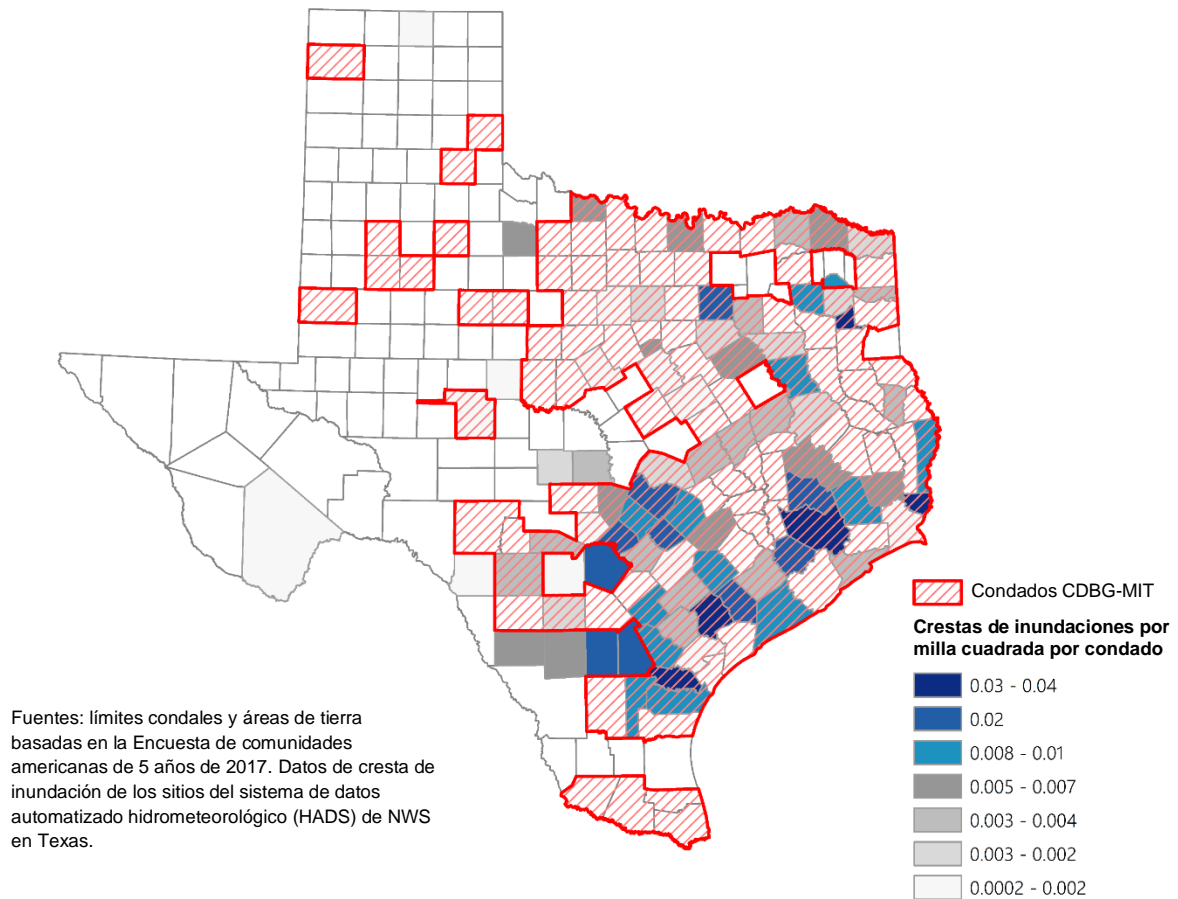 Condados CDBG-MIT
Crestas de inundaciones por
milla cuadrada por condado
0.03 - 0.04
0.02
0.008 - 0.01
0.005 - 0.007
0.003 - 0.004
0.003 - 0.002
0.0002 - 0.002
Fuentes: límites condales y áreas de tierra
basadas en la Encuesta de comunidades
americanas de 5 años de 2017. Datos de cresta de
inundación de los sitios del sistema de datos
automatizado hidrometeorológico (HADS) de NWS
en Texas.